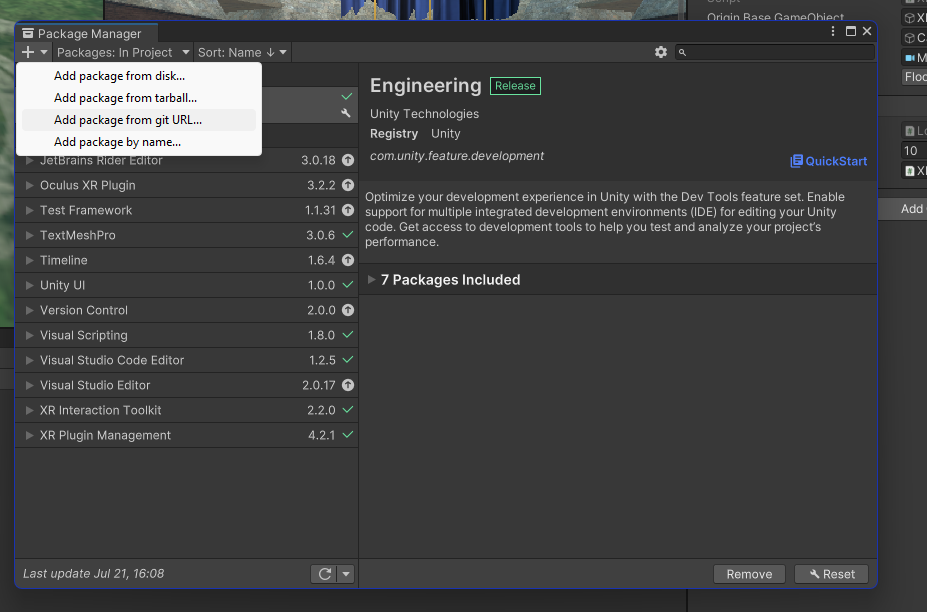 Origin Base GameObject
Package Manager
Packages: In Project
Sort: Name ↓
Add package from disk...
Add package from tarball...
Add package from git URL...
Add package by name...
JetBrains Rider Editor 3.0.18
Oculus XR Plugin 3.2.2
Test Framework 1.1.31
TextMeshPro 3.0.6
Timeline 1.6.4
Unity UI 1.0.0
Version Control 2.0.0
Visual Scripting 1.8.0
Visual Studio Code Editor 1.2.5
Visual Studio Editor 2.0.17
XR Interaction Toolkit 2.2.0
XR Plugin Management 4.2.1
Last update Jul 21, 16:08
Engineering Release
Unity Technologies
Registry Unity
com.unity.feature.development
QuickStart
Optimize your development experience in Unity with the Dev Tools feature set. Enable
support for multiple integrated development environments (IDE) for editing your Unity
code. Get access to development tools to help you test and analyze your project's
performance.
7 Packages Included
Remove
Reset
10
Add